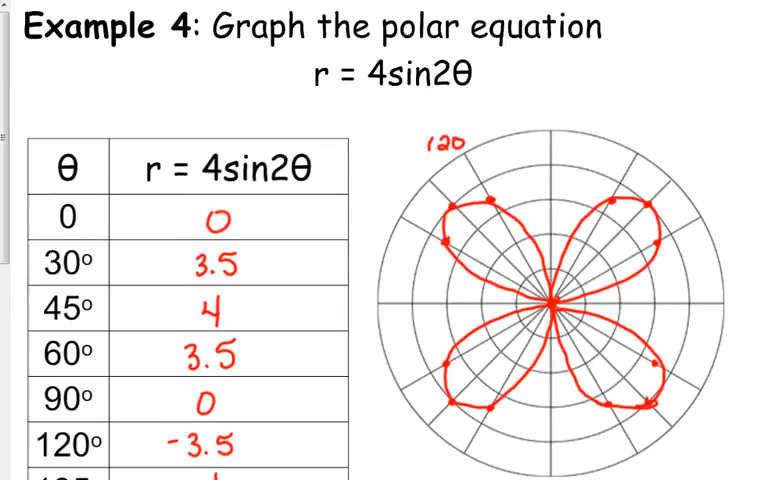 Example 4: Graph the polar equation
r = 4sin2θ
120
θ r = 4sin2θ
0 0
30° 3.5
45° 4
60° 3.5
90° 0
120° -3.5